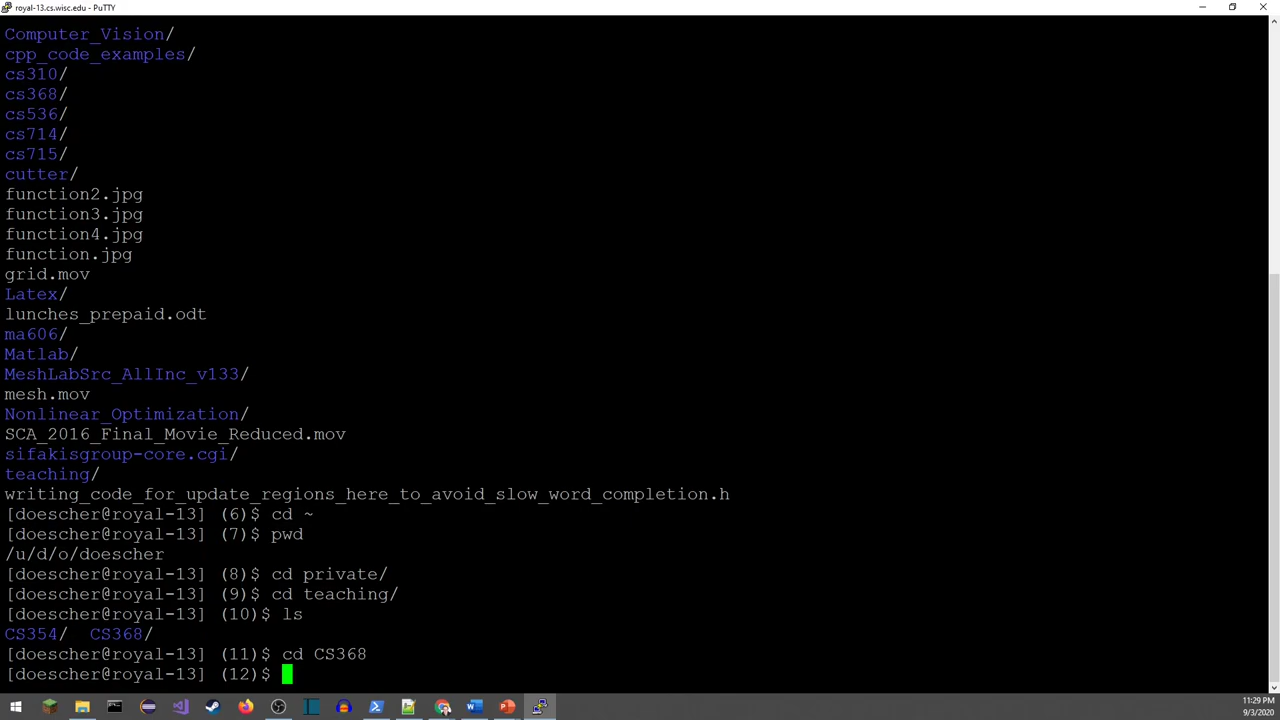 royal-13.cs.wisc.edu - PuTTY
Computer_Vision/
cpp_code_examples/
cs310/
cs368/
cs536/
cs714/
cs715/
cutter/
function2.jpg
function3.jpg
function4.jpg
function.jpg
grid.mov
Latex/
lunches_prepaid.odt
ma606/
Matlab/
MeshLabSrc_AllInc_v133/
mesh.mov
Nonlinear_Optimization/
SCA_2016_Final_Movie_Reduced.mov
sifakisgroup-core.cgi/
teaching/
writing_code_for_update_regions_here_to_avoid_slow_word_completion.h
[doescher@royal-13] (6)$ cd ~
[doescher@royal-13] (7)$ pwd
/u/d/o/doescher
[doescher@royal-13] (8)$ cd private/
[doescher@royal-13] (9)$ cd teaching/
[doescher@royal-13] (10)$ ls
CS354/  CS368/
[doescher@royal-13] (11)$ cd CS368
[doescher@royal-13] (12)$
11:29 PM
9/3/2020